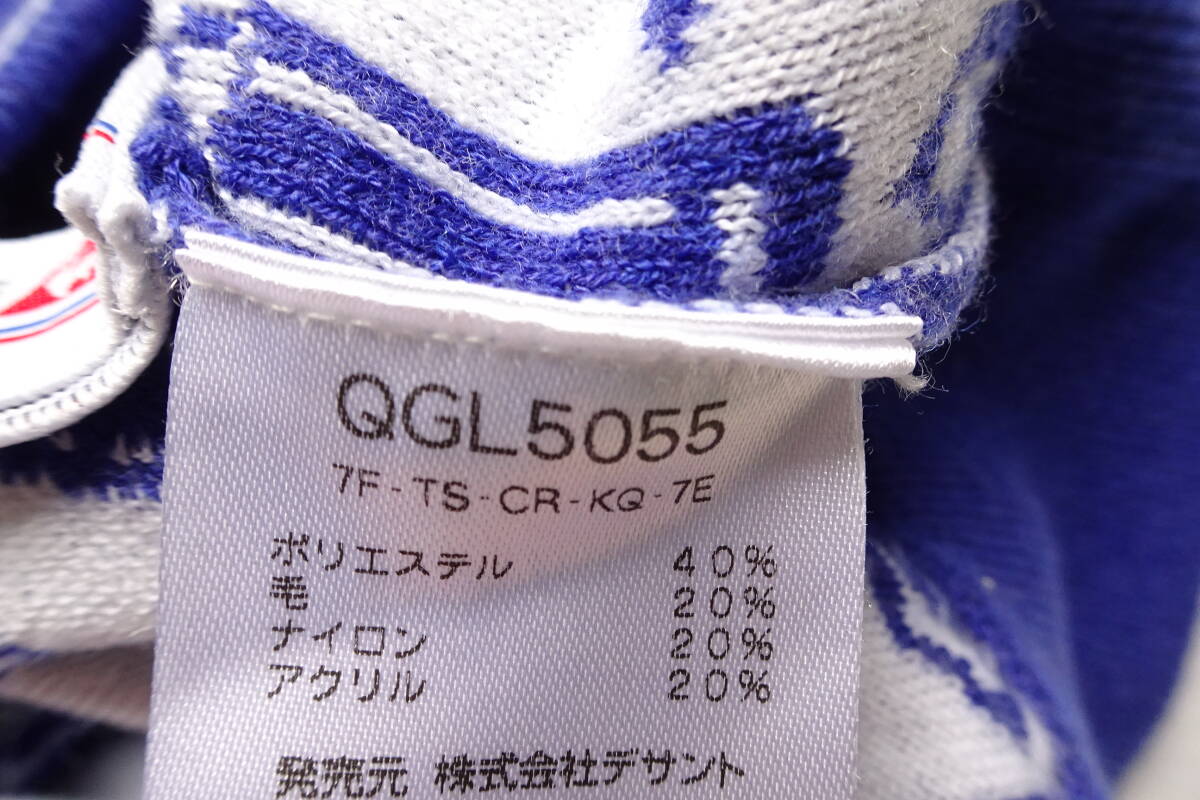 QGL5055
7F-TS-CR-KQ-7E
ポリエステル 40%
毛 20%
ナイロン 20%
アクリル 20%
発売元 株式会社デサント